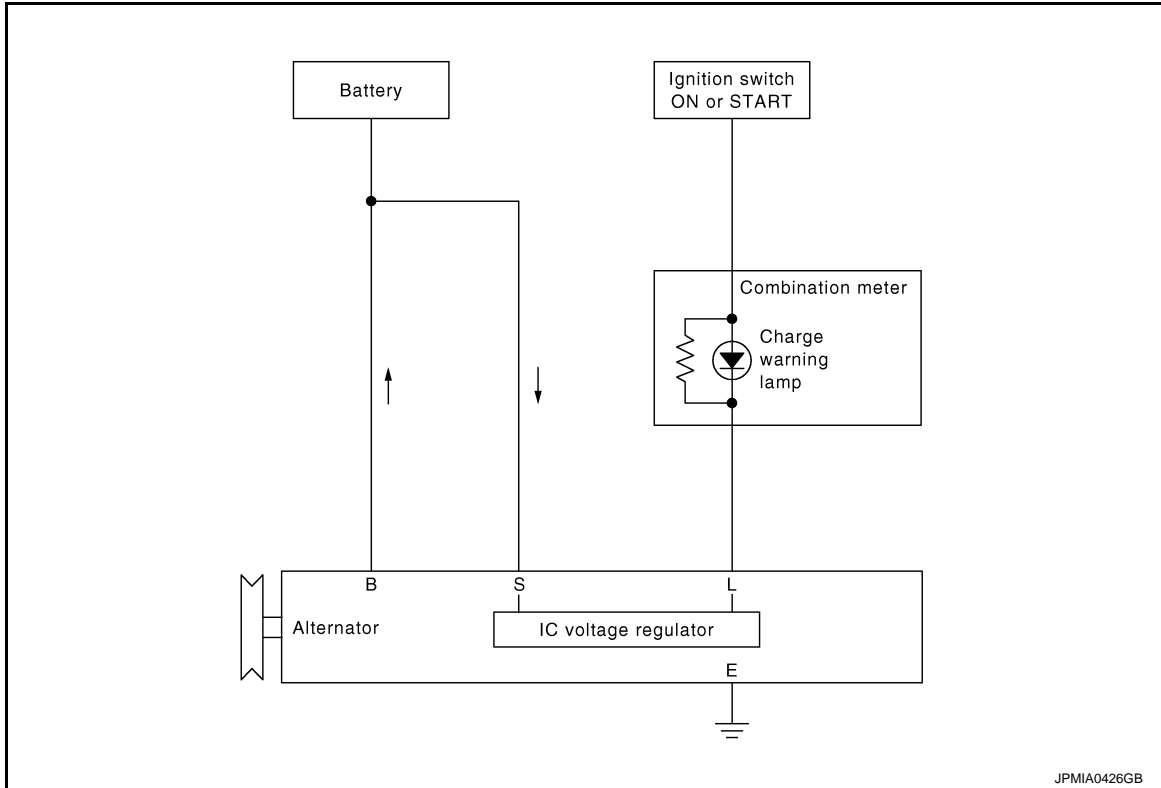 Battery
Ignition switch
ON or START
Combination meter
Charge
warning
lamp
B
S
L
Alternator
IC voltage regulator
E
JPMIA0426GB